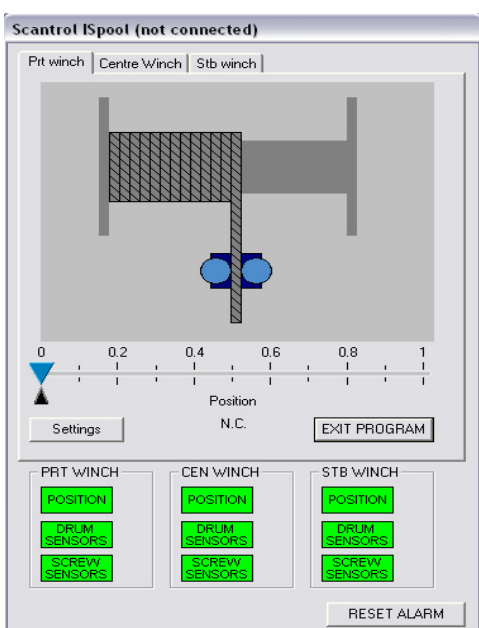 Scantrol ISpool (not connected)
Prt winch Centre Winch Stb winch
0 0.2 0.4 0.6 0.8 1
Position
N.C.
Settings EXIT PROGRAM
PRT WINCH CEN WINCH STB WINCH
POSITION POSITION POSITION
DRUM DRUM DRUM
SENSORS SENSORS SENSORS
SCREW SCREW SCREW
SENSORS SENSORS SENSORS
RESET ALARM